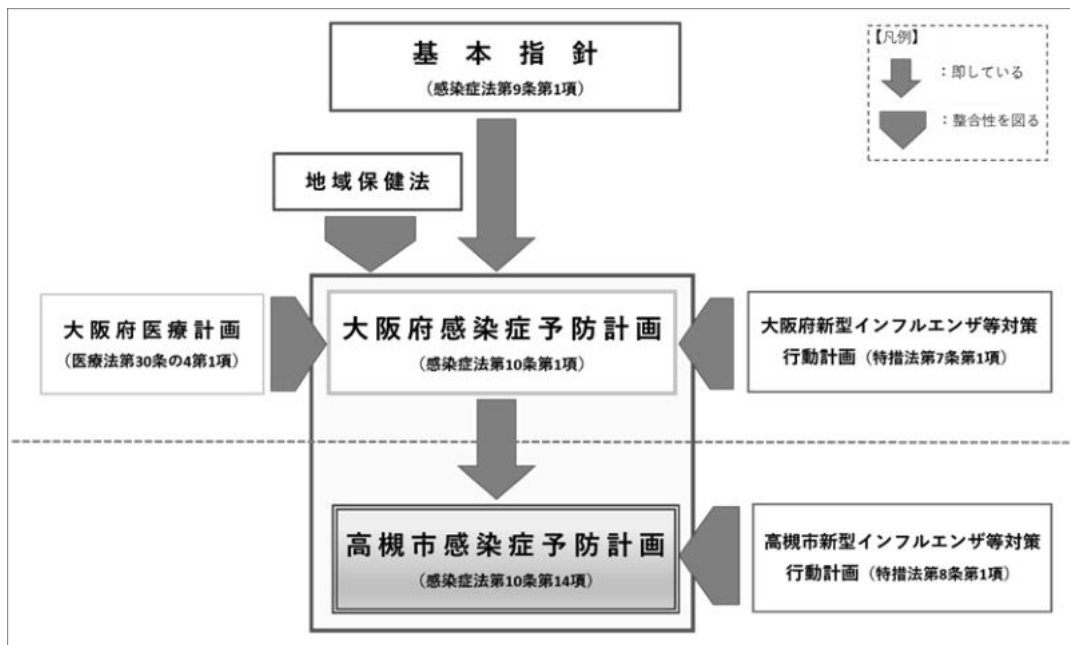 基本指針
（感染症法第9条第1項）
【凡例】
：即している
：整合性を図る
地域保健法
大阪府医療計画
（医療法第30条の4第1項）
大阪府感染症予防計画
（感染症法第10条第1項）
大阪府新型インフルエンザ等対策
行動計画（特措法第7条第1項）
高槻市感染症予防計画
（感染症法第10条第14項）
高槻市新型インフルエンザ等対策
行動計画（特措法第8条第1項）